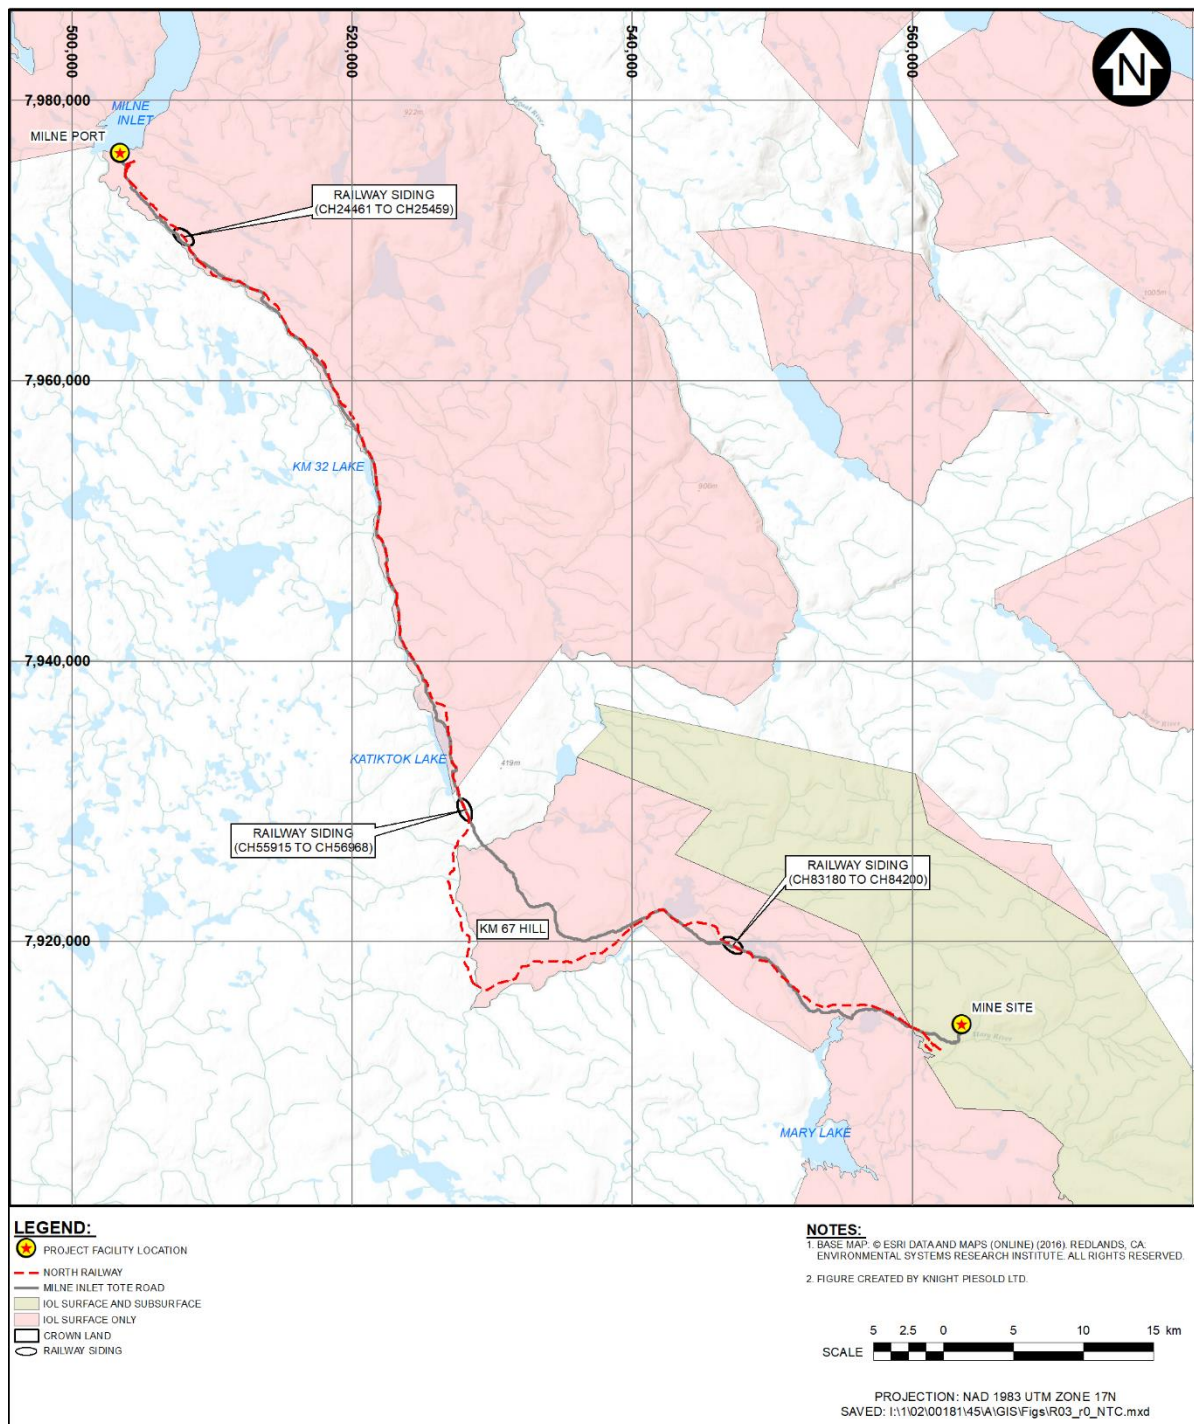 500,000
520,000
540,000
560,000
N
7,980,000
MILNE
INLET
MILNE PORT
922m
RAILWAY SIDING
(CH24461 TO CH25459)
1005m
7,960,000
KM 32 LAKE
906m
7,940,000
KATIKTOK LAKE
419m
RAILWAY SIDING
(CH55915 TO CH56968)
RAILWAY SIDING
(CH83180 TO CH84200)
KM 67 HILL
7,920,000
MINE SITE
Mary River
MARY LAKE
LEGEND:
PROJECT FACILITY LOCATION
NORTH RAILWAY
MILNE INLET TOTE ROAD
IOL SURFACE AND SUBSURFACE
IOL SURFACE ONLY
CROWN LAND
RAILWAY SIDING
NOTES:
1. BASE MAP: © ESRI DATA AND MAPS (ONLINE) (2016). REDLANDS, CA:
ENVIRONMENTAL SYSTEMS RESEARCH INSTITUTE. ALL RIGHTS RESERVED.
2. FIGURE CREATED BY KNIGHT PIESOLD LTD.
5 2.5 0 5 10 15 km
SCALE
PROJECTION: NAD 1983 UTM ZONE 17N
SAVED: I:\1\02\00181\45\A\GIS\Figs\R03_r0_NTC.mxd